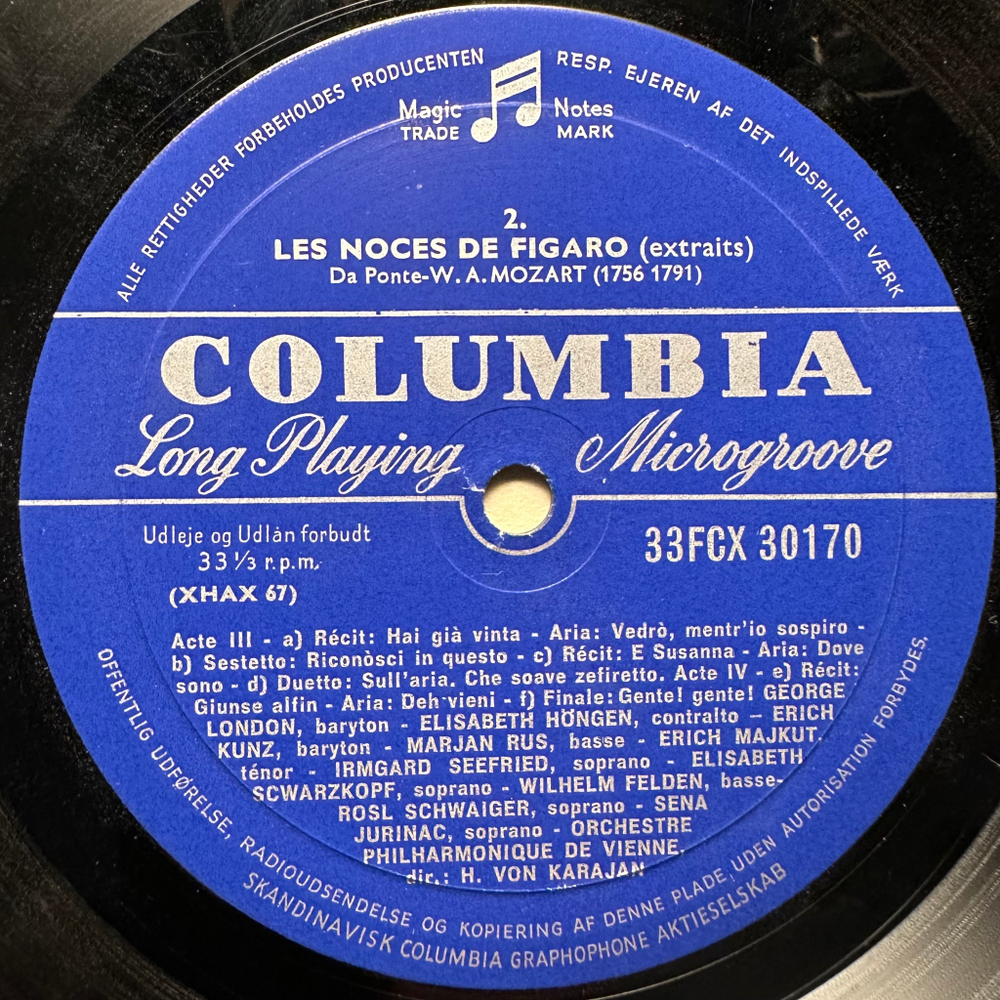 ALLE RETTIGHEDER FORBEHOLDES PRODUCENTEN RESP. EJEREN AF DET INDSPILLEDE VÆRK
Magic Notes
TRADE MARK
2.
LES NOCES DE FIGARO (extraits)
Da Ponte-W. A. MOZART (1756 1791)
COLUMBIA
Long Playing Microgroove
Udleje og Udlån forbudt
33 1/3 r.p.m.
33FCX 30170
(XHAX 67)
Acte III - a) Récit: Hai già vinta - Aria: Vedrò, mentr'io sospiro -
b) Sestetto: Riconòsci in questo - c) Récit: E Susanna - Aria: Dove
sono - d) Duetto: Sull'aria. Che soave zefiretto. Acte IV - e) Récit:
Giunse alfin - Aria: Deh vieni - f) Finale: Gente! gente! GEORGE
LONDON, baryton - ELISABETH HÖNGEN, contralto - ERICH
KUNZ, baryton - MARJAN RUS, basse - ERICH MAJKUT,
ténor - IRMGARD SEEFRIED, soprano - ELISABETH
SCWARZKOPF, soprano - WILHELM FELDEN, basse-
ROSL SCHWAIGER, soprano - SENA
JURINAC, soprano - ORCHESTRE
PHILHARMONIQUE DE VIENNE,
dir.: H. VON KARAJAN
OFFENTLIG UDFØRELSE, RADIOUDSENDELSE OG KOPIERING AF DENNE PLADE UDEN AUTORISATION FORBYDES.
SKANDINAVISK COLUMBIA GRAPHOPHONE AKTIESELSKAB